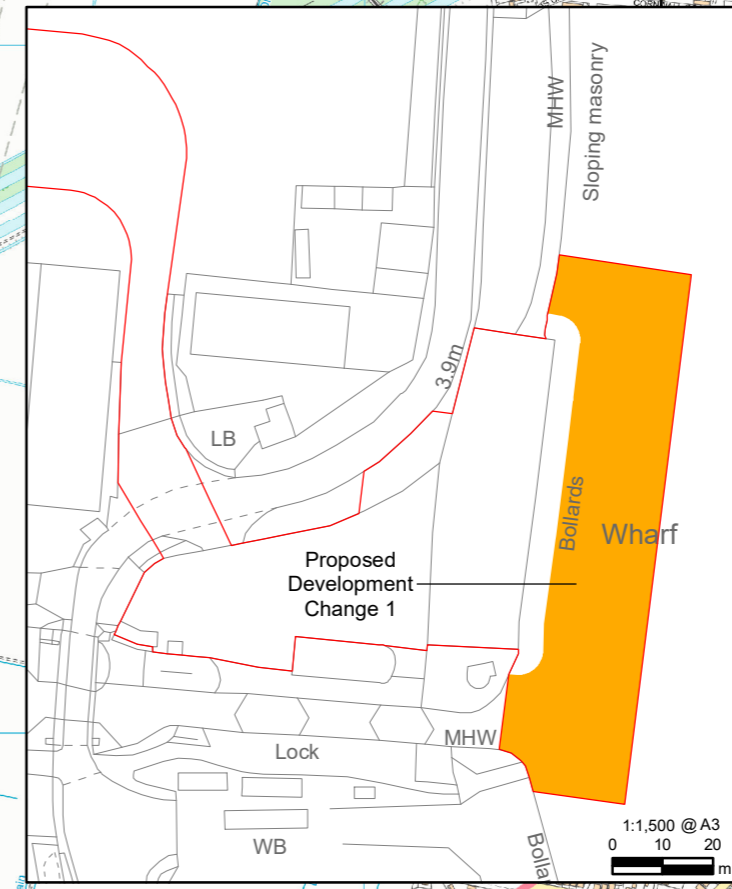 MHW
Sloping masonry
3.9m
LB
Bollards
Wharf
Proposed
Development
Change 1
MHW
Lock
WB
Bolla
1:1,500 @ A3
0 10 20
m